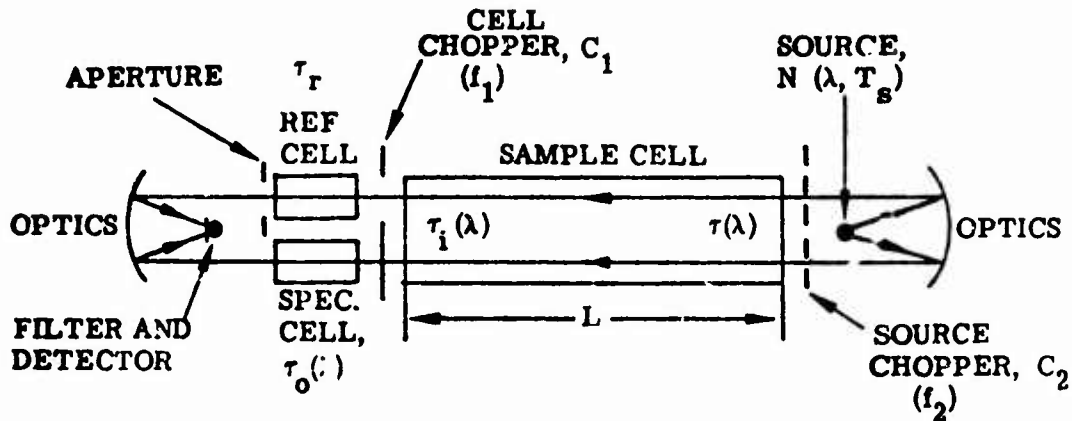 CELL
CHOPPER, C1
(f1)
SOURCE,
N (λ, Ts)
APERTURE
τr
REF
CELL
SAMPLE CELL
OPTICS
τi(λ)
τ(λ)
OPTICS
SPEC.
CELL,
τo(
L
FILTER AND
DETECTOR
SOURCE
CHOPPER, C2
(f2)